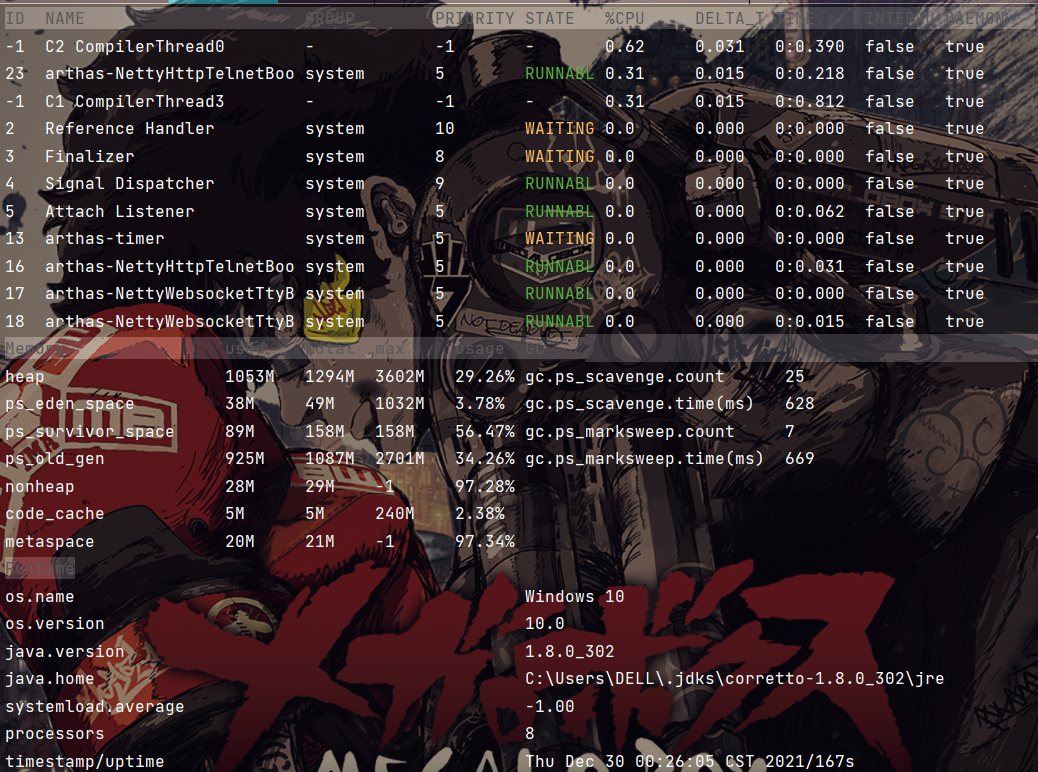 ID NAME GROUP PRIORITY STATE %CPU DELTA_T TIME INTERRU DAEMON
-1 C2 CompilerThread0 - -1 - 0.62 0.031 0:0.390 false true
23 arthas-NettyHttpTelnetBoo system 5 RUNNABL 0.31 0.015 0:0.218 false true
-1 C1 CompilerThread3 - -1 - 0.31 0.015 0:0.812 false true
2 Reference Handler system 10 WAITING 0.0 0.000 0:0.000 false true
3 Finalizer system 8 WAITING 0.0 0.000 0:0.000 false true
4 Signal Dispatcher system 9 RUNNABL 0.0 0.000 0:0.000 false true
5 Attach Listener system 5 RUNNABL 0.0 0.000 0:0.062 false true
13 arthas-timer system 5 WAITING 0.0 0.000 0:0.000 false true
16 arthas-NettyHttpTelnetBoo system 5 RUNNABL 0.0 0.000 0:0.031 false true
17 arthas-NettyWebsocketTtyB system 5 RUNNABL 0.0 0.000 0:0.000 false true
18 arthas-NettyWebsocketTtyB system 5 RUNNABL 0.0 0.000 0:0.015 false true
Memory used total max usage GC
heap 1053M 1294M 3602M 29.26% gc.ps_scavenge.count 25
ps_eden_space 38M 49M 1032M 3.78% gc.ps_scavenge.time(ms) 628
ps_survivor_space 89M 158M 158M 56.47% gc.ps_marksweep.count 7
ps_old_gen 925M 1087M 2701M 34.26% gc.ps_marksweep.time(ms) 669
nonheap 28M 29M -1 97.28%
code_cache 5M 5M 240M 2.38%
metaspace 20M 21M -1 97.34%
Runtime
os.name Windows 10
os.version 10.0
java.version 1.8.0_302
java.home C:\Users\DELL\.jdks\corretto-1.8.0_302\jre
systemload.average -1.00
processors 8
timestamp/uptime Thu Dec 30 00:26:05 CST 2021/167s
メガロボクス